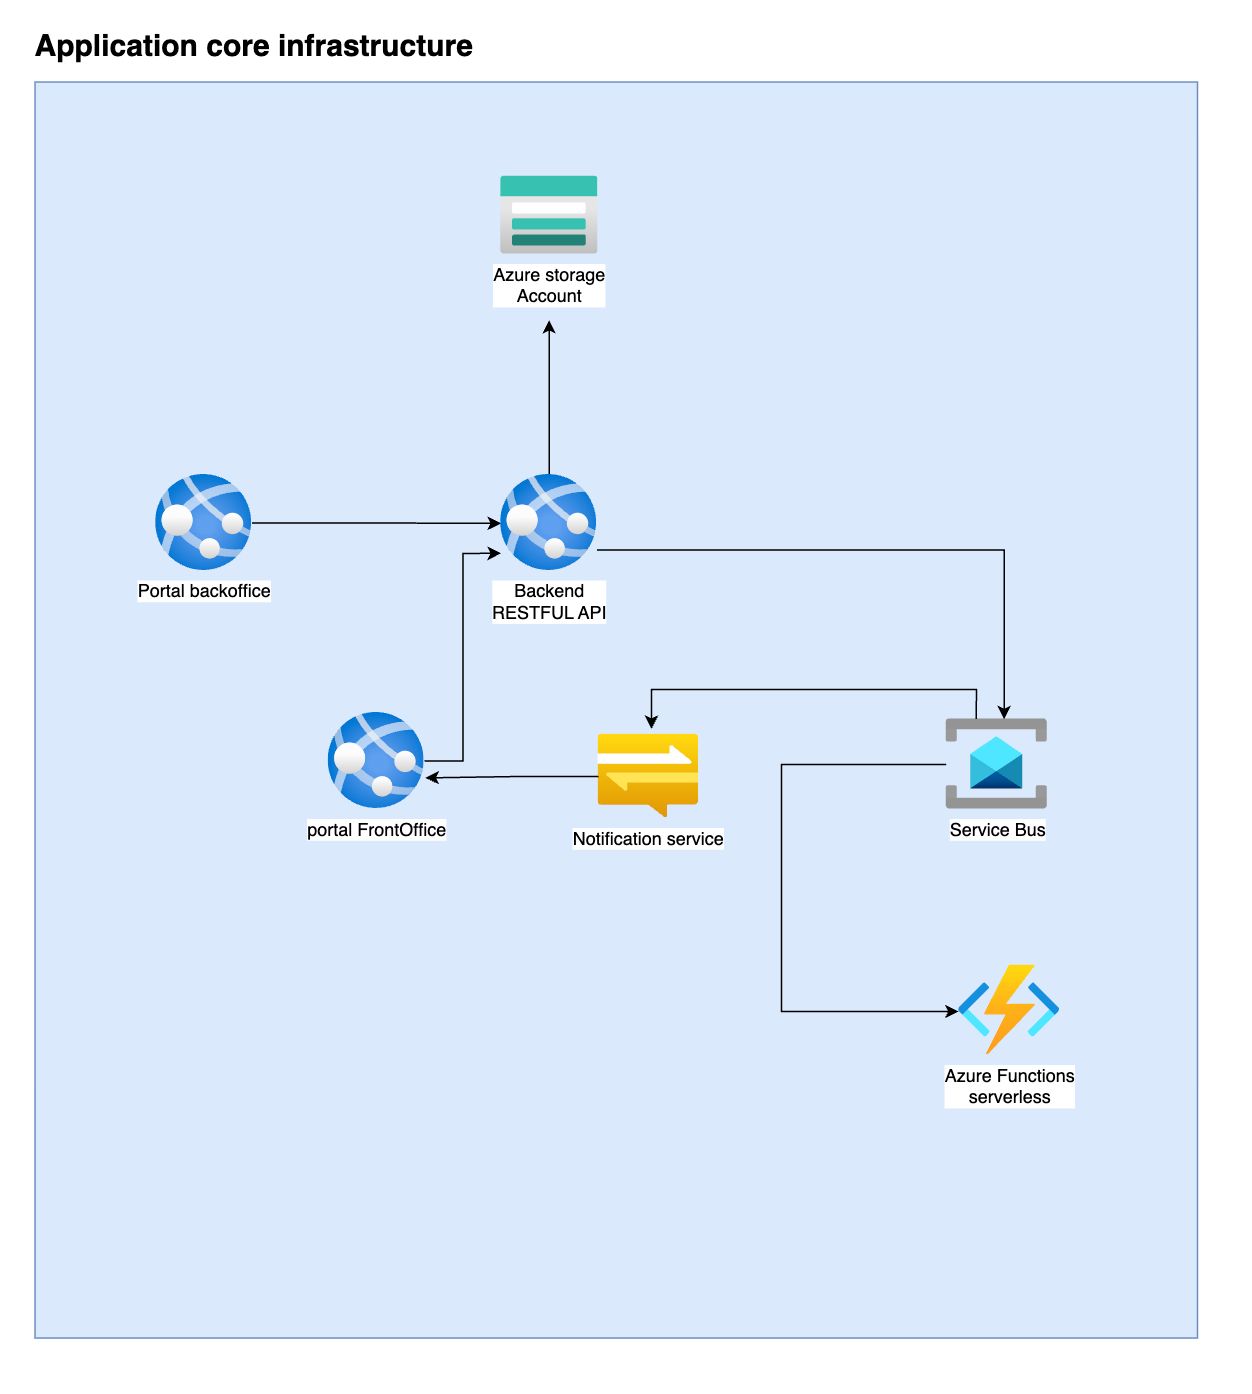 Application core infrastructure
Azure storage
Account
Portal backoffice
Backend
RESTFUL API
portal FrontOffice
Notification service
Service Bus
Azure Functions
serverless